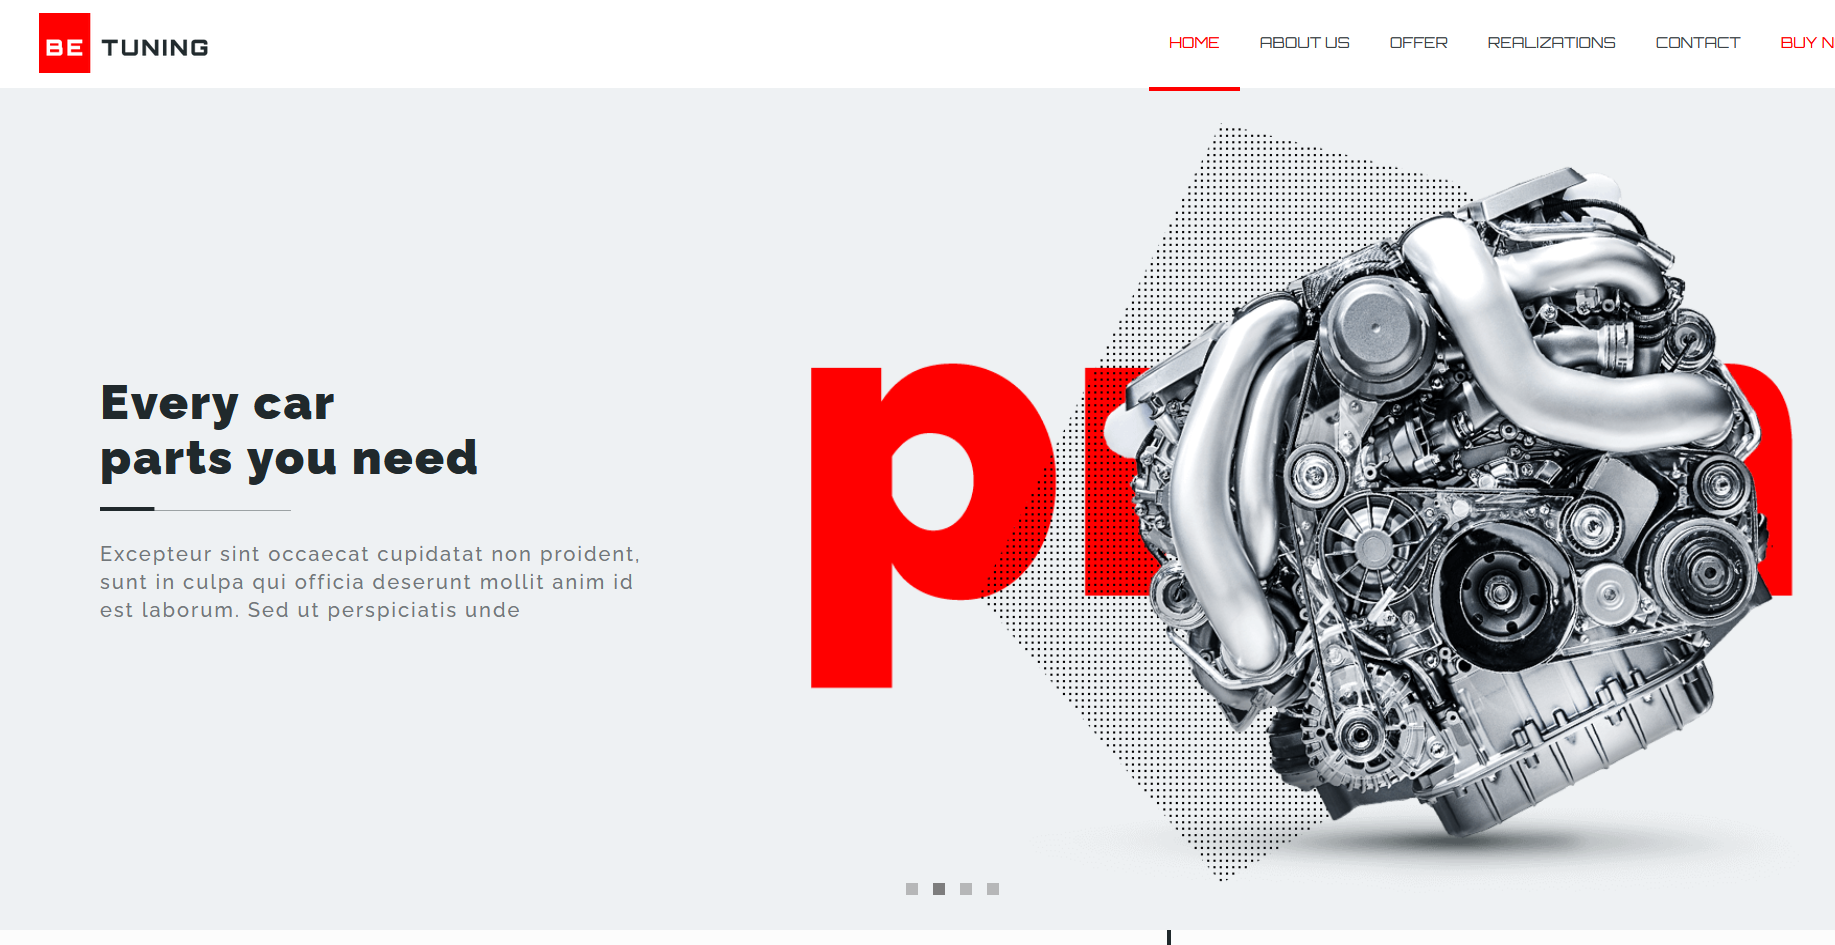 BE TUNING
HOME ABOUT US OFFER REALIZATIONS CONTACT BUY N
Every car
parts you need
Excepteur sint occaecat cupidatat non proident,
sunt in culpa qui officia deserunt mollit anim id
est laborum. Sed ut perspiciatis unde